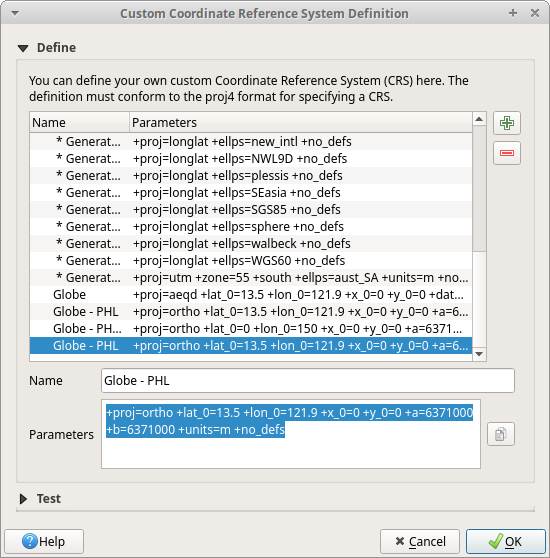 Custom Coordinate Reference System Definition
Define
You can define your own custom Coordinate Reference System (CRS) here. The
definition must conform to the proj4 format for specifying a CRS.
Name Parameters
* Generat... +proj=longlat +ellps=new_intl +no_defs
* Generat... +proj=longlat +ellps=NWL9D +no_defs
* Generat... +proj=longlat +ellps=plessis +no_defs
* Generat... +proj=longlat +ellps=SEasia +no_defs
* Generat... +proj=longlat +ellps=SGS85 +no_defs
* Generat... +proj=longlat +ellps=sphere +no_defs
* Generat... +proj=longlat +ellps=walbeck +no_defs
* Generat... +proj=longlat +ellps=WGS60 +no_defs
* Generat... +proj=utm +zone=55 +south +ellps=aust_SA +units=m +no...
Globe +proj=aeqd +lat_0=13.5 +lon_0=121.9 +x_0=0 +y_0=0 +dat...
Globe - PHL +proj=ortho +lat_0=13.5 +lon_0=121.9 +x_0=0 +y_0=0 +a=6...
Globe - PH... +proj=ortho +lat_0=0 +lon_0=150 +x_0=0 +y_0=0 +a=6371...
Globe - PHL +proj=ortho +lat_0=13.5 +lon_0=121.9 +x_0=0 +y_0=0 +a=6...
Name Globe - PHL
Parameters +proj=ortho +lat_0=13.5 +lon_0=121.9 +x_0=0 +y_0=0 +a=6371000
+b=6371000 +units=m +no_defs
Test
Help Cancel OK